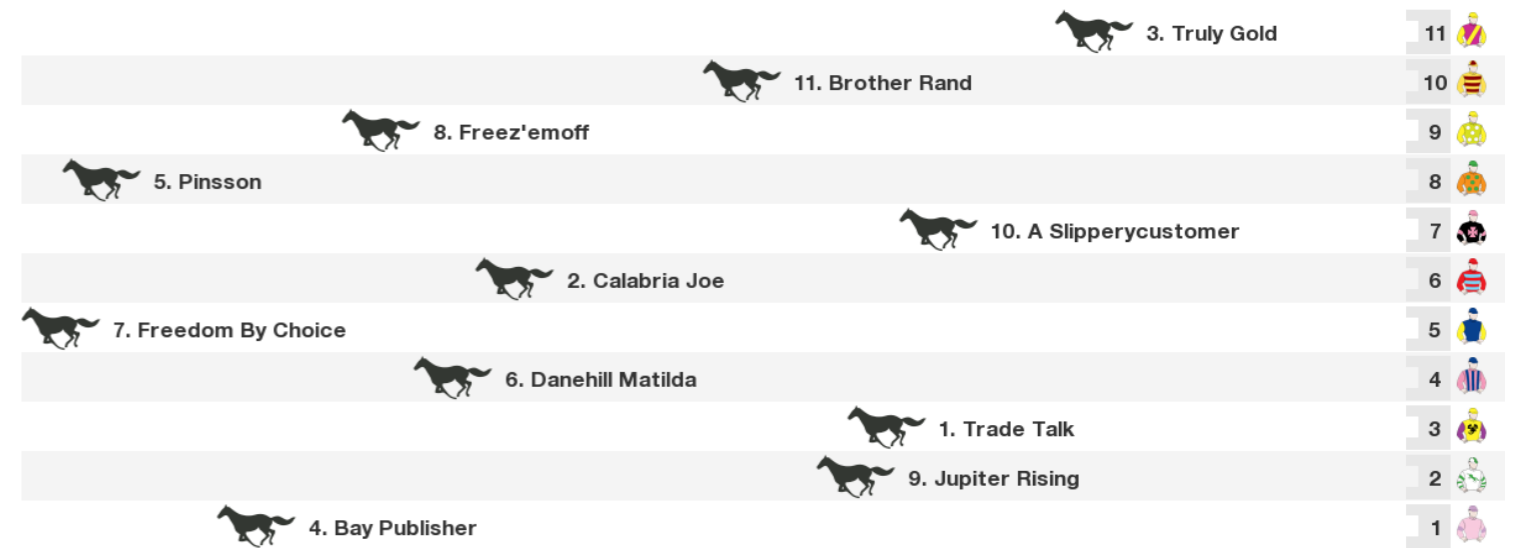 3. Truly Gold 11
11. Brother Rand 10
8. Freez'emoff 9
5. Pinsson 8
10. A Slipperycustomer 7
2. Calabria Joe 6
7. Freedom By Choice 5
6. Danehill Matilda 4
1. Trade Talk 3
9. Jupiter Rising 2
4. Bay Publisher 1